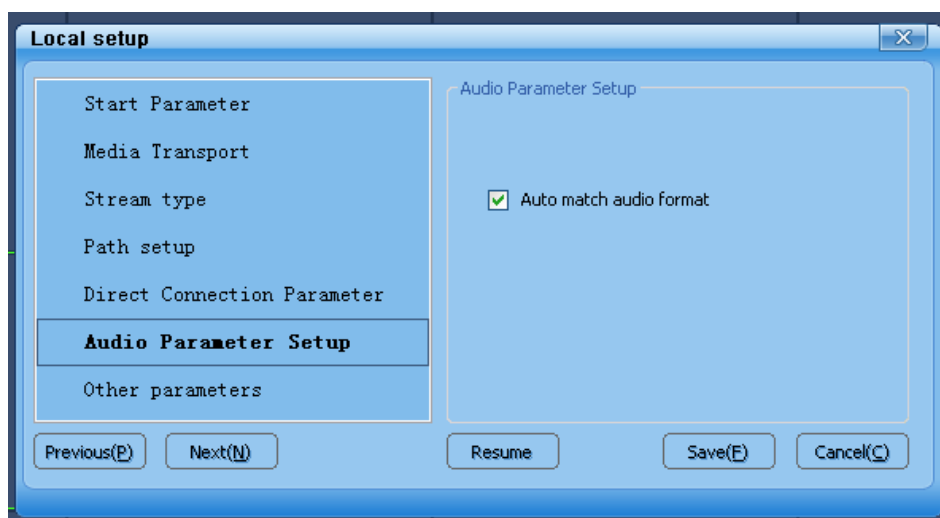 Local setup
Start Parameter
Media Transport
Stream type
Path setup
Direct Connection Parameter
Audio Parameter Setup
Other parameters
Audio Parameter Setup
Auto match audio format
Previous(P)
Next(N)
Resume
Save(F)
Cancel(C)